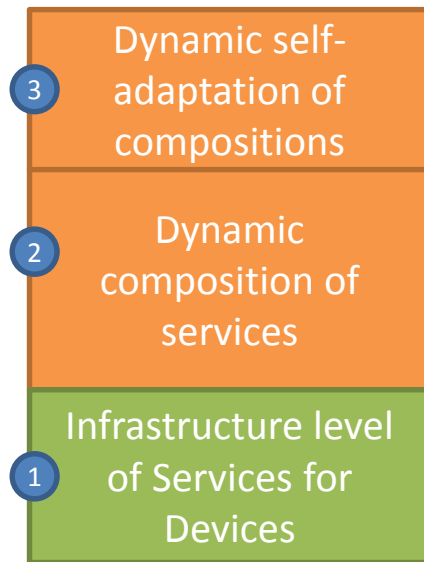 Dynamic self-
3
adaptation of
compositions
2
Dynamic
composition of
services
Infrastructure level
1
of Services for
Devices